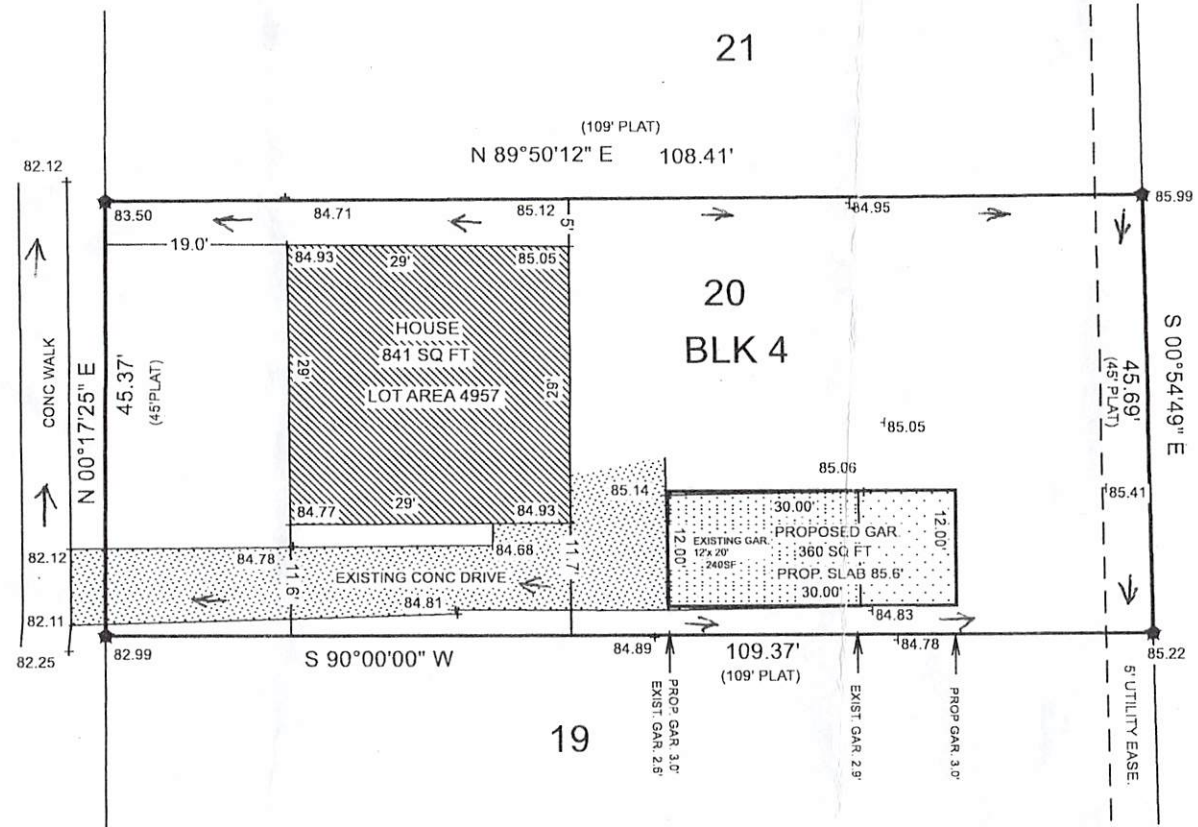 21
(109' PLAT)
N 89°50'12" E 108.41'
82.12
83.50
84.71
85.12
5'
84.95
85.99
19.0'
84.93
29'
85.05
20
BLK 4
HOUSE
841 SQ FT
LOT AREA 4957
29'
29'
CONC WALK
N 00°17'25" E
45.37'
(45'PLAT)
S 00°54'49" E
45.69'
(45' PLAT)
85.05
85.06
85.41
85.14
84.77
29'
84.93
30.00'
12.00'
EXISTING GAR.
12'x 20'
240SF
PROPOSED GAR.
360 SQ FT
PROP. SLAB 85.6'
30.00'
12.00'
82.12
84.78
11.6'
84.68
11.7'
EXISTING CONC DRIVE
84.81
84.83
82.11
82.25
82.99
S 90°00'00" W
84.89
109.37'
(109' PLAT)
84.78
85.22
PROP. GAR. 3.0'
EXIST. GAR. 2.6'
EXIST. GAR. 2.9'
PROP GAR. 3.0'
5' UTILITY EASE.
19